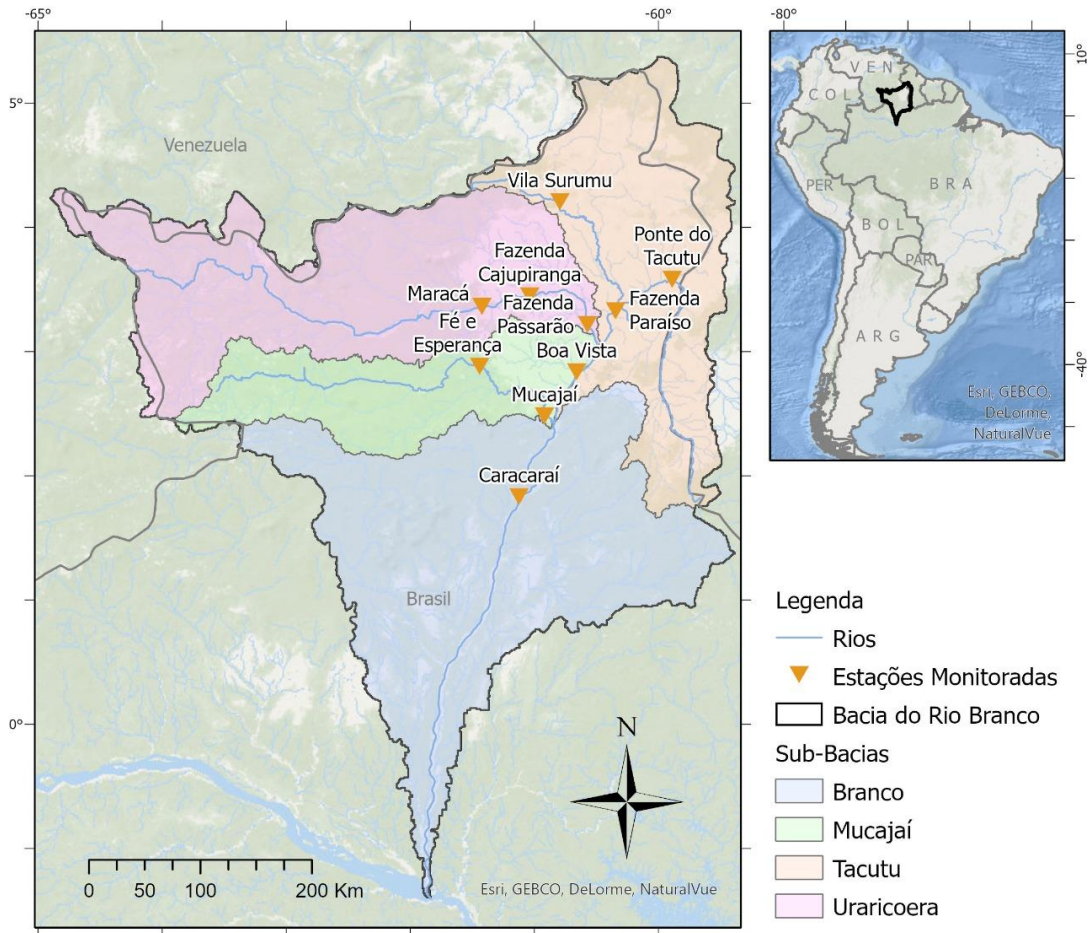 -65°
-60°
-80°
5°
0°
10°
-40°
Venezuela
Vila Surumu
Ponte do
Tacutu
Fazenda
Cajupiranga
Maracá
Fazenda
Passarão
Fazenda
Paraíso
Fé e
Esperança
Boa Vista
Mucajaí
Caracaraí
Brasil
N
0 50 100 200 Km
Esri, GEBCO, DeLorme, NaturalVue
VEN
COL
PER
BRA
BOL
PAR
ARG
Esri, GEBCO,
DeLorme,
NaturalVue
Legenda
Rios
Estações Monitoradas
Bacia do Rio Branco
Sub-Bacias
Branco
Mucajaí
Tacutu
Uraricoera